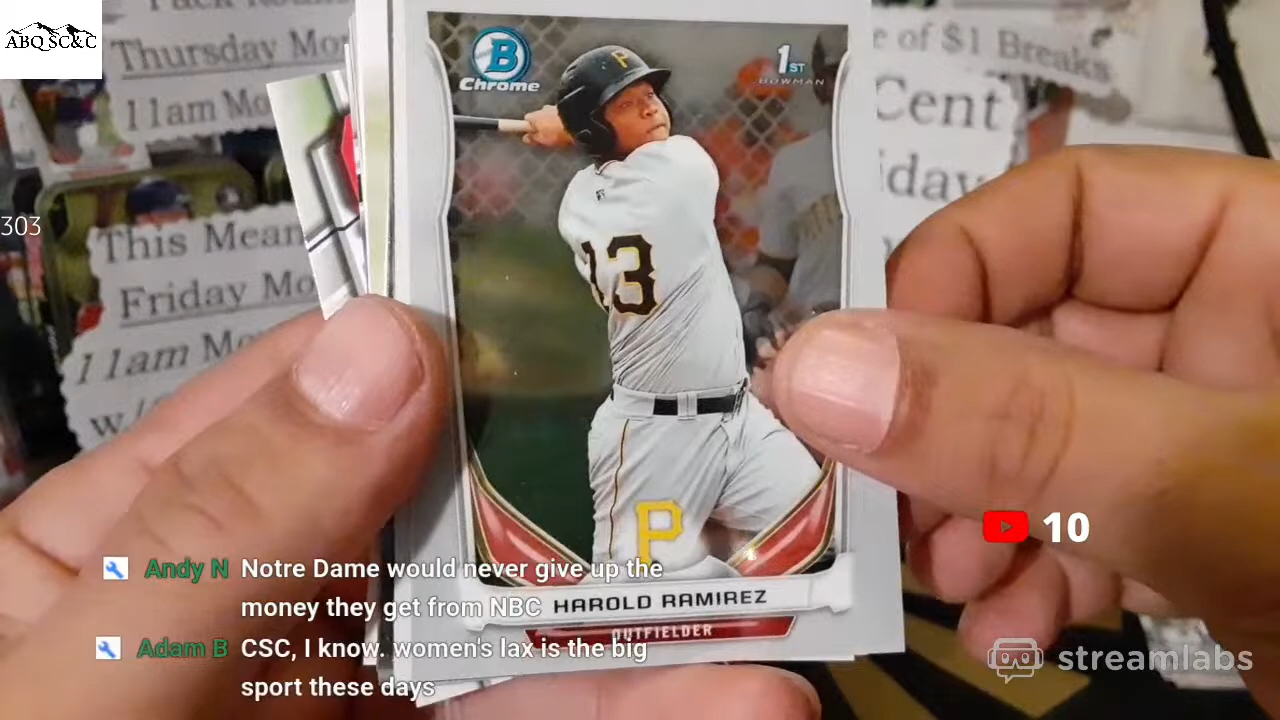 ABQ SC&C
Pack Rou
Thursday Mo
11am Mo
e of $1 Breaks
Cent
iday
303
This Mean
Friday Mo
11am Mo
w/
B
Chrome
1ST
BOWMAN
P
13
P
HAROLD RAMIREZ
OUTFIELDER
10
Andy N Notre Dame would never give up the
money they get from NBC
Adam B CSC, I know. women's lax is the big
sport these days
streamlabs